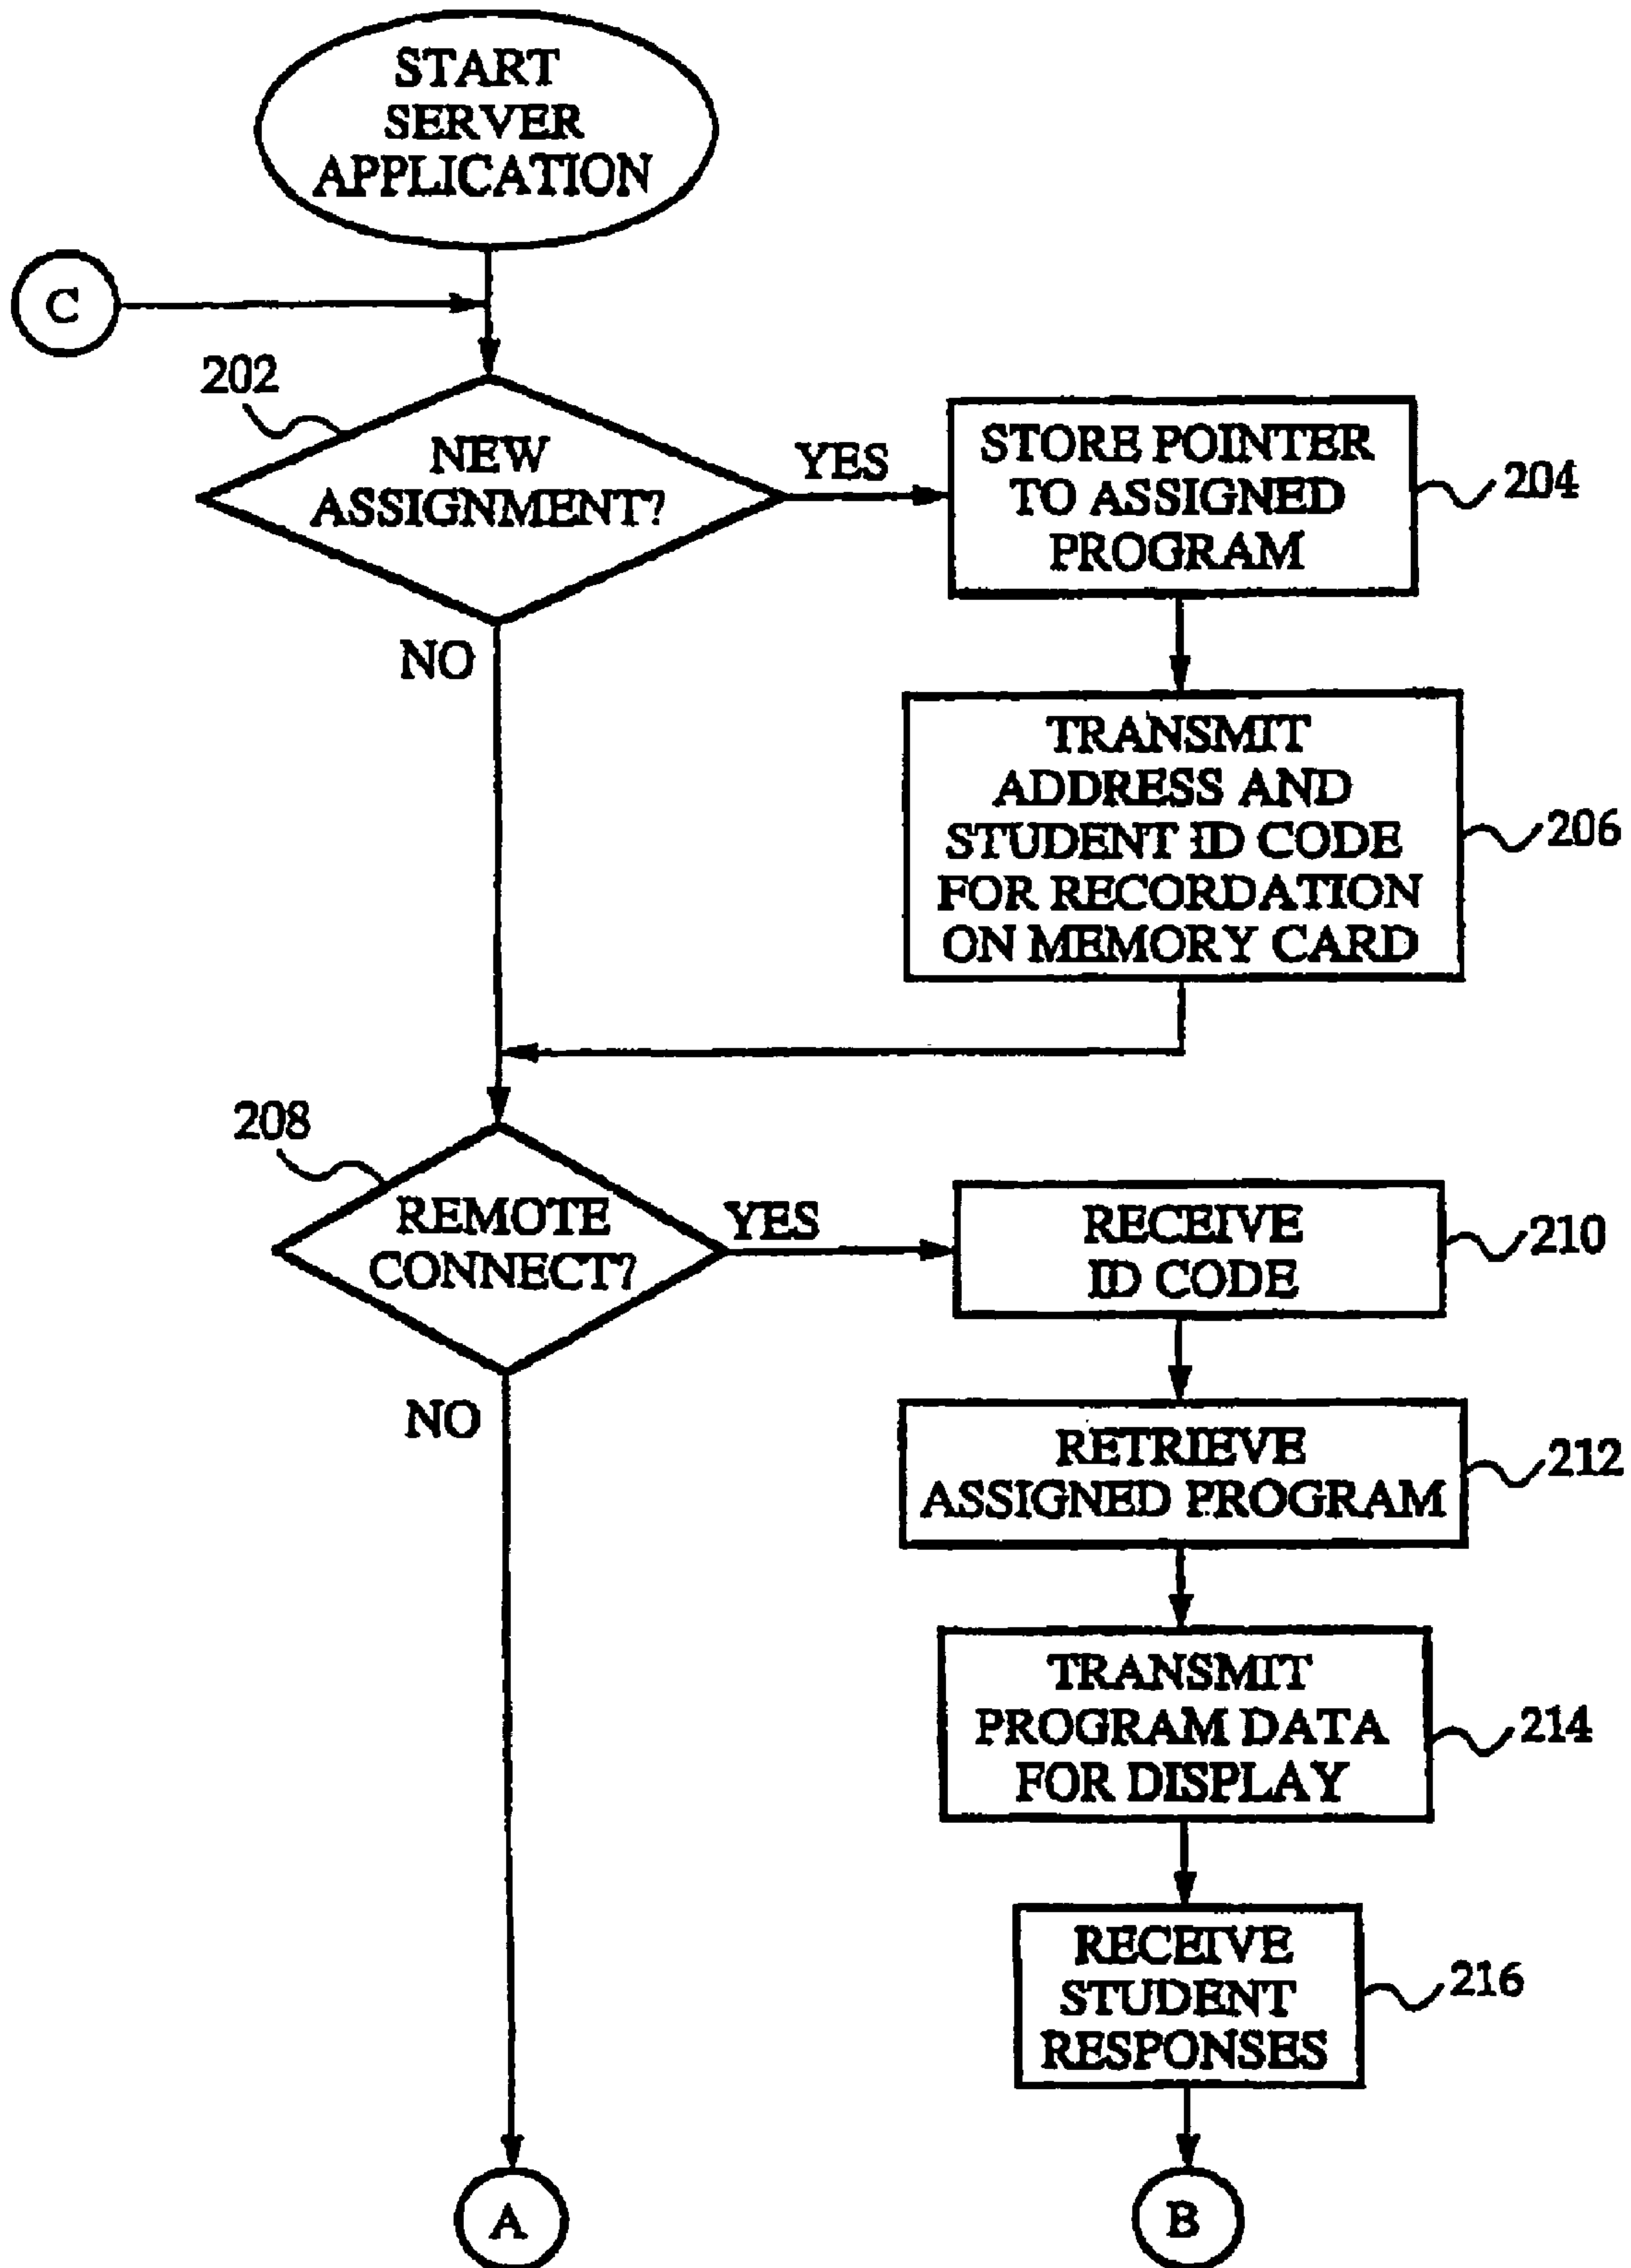 START
SERVER
APPLICATION
C
202
NEW
ASSIGNMENT?
YES
NO
STORE POINTER
TO ASSIGNED
PROGRAM
204
TRANSMIT
ADDRESS AND
STUDENT ID CODE
FOR RECORDATION
ON MEMORY CARD
206
208
REMOTE
CONNECT?
YES
NO
RECEIVE
ID CODE
210
RETRIEVE
ASSIGNED PROGRAM
212
TRANSMIT
PROGRAM DATA
FOR DISPLAY
214
RECEIVE
STUDENT
RESPONSES
216
A
B